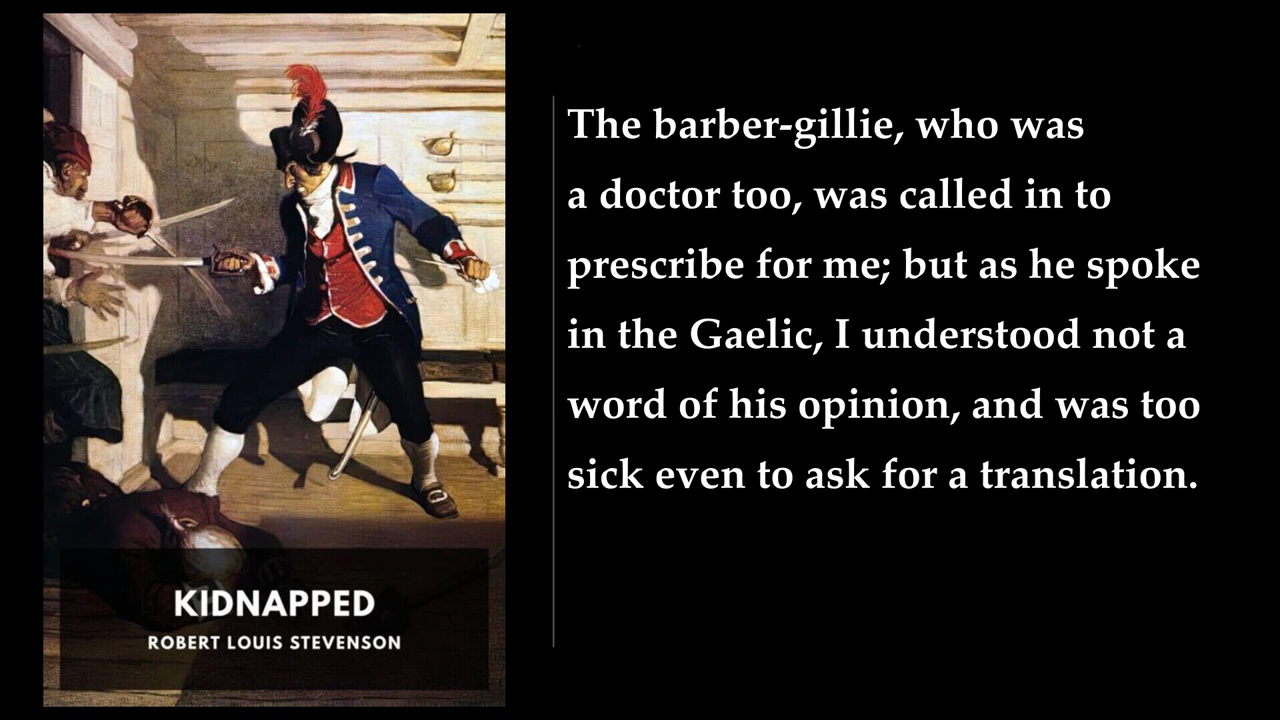 The barber-gillie, who was
a doctor too, was called in to
prescribe for me; but as he spoke
in the Gaelic, I understood not a
word of his opinion, and was too
sick even to ask for a translation.
KIDNAPPED
ROBERT LOUIS STEVENSON